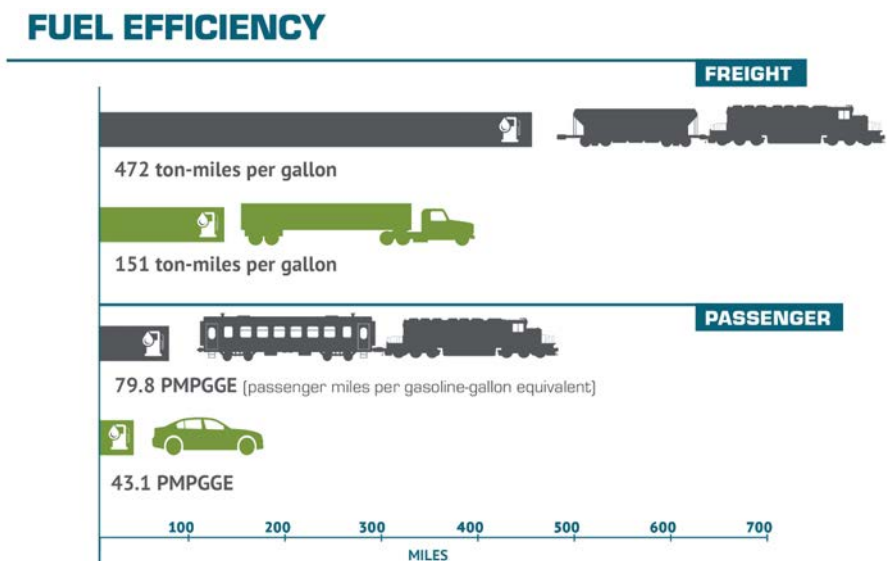 FUEL EFFICIENCY
FREIGHT
472 ton-miles per gallon
151 ton-miles per gallon
PASSENGER
79.8 PMPGGE (passenger miles per gasoline-gallon equivalent)
43.1 PMPGGE
100 200 300 400 500 600 700
MILES